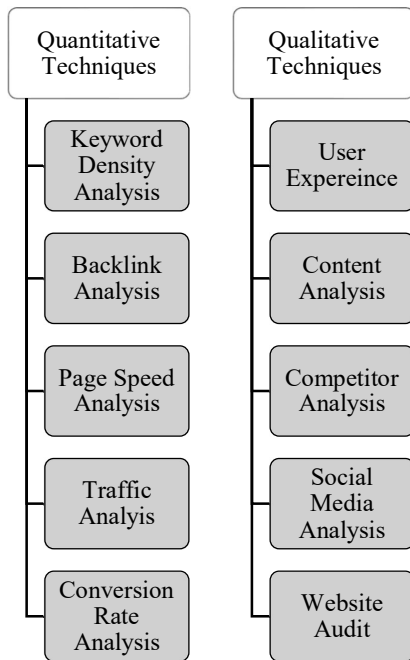 Quantitative
Techniques
Keyword
Density
Analysis
Backlink
Analysis
Page Speed
Analysis
Traffic
Analyis
Conversion
Rate
Analysis
Qualitative
Techniques
User
Expereince
Content
Analysis
Competitor
Analysis
Social
Media
Analysis
Website
Audit